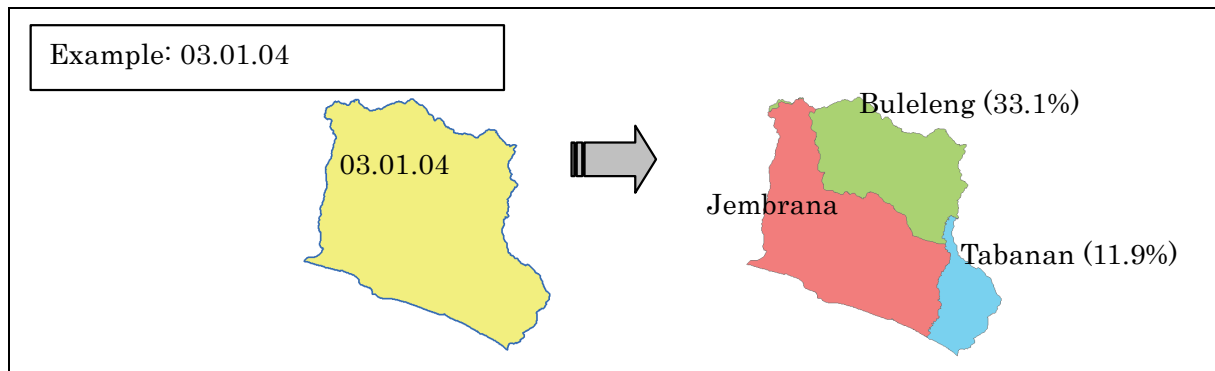 Example: 03.01.04
03.01.04
Buleleng (33.1%)
Jembrana
Tabanan (11.9%)